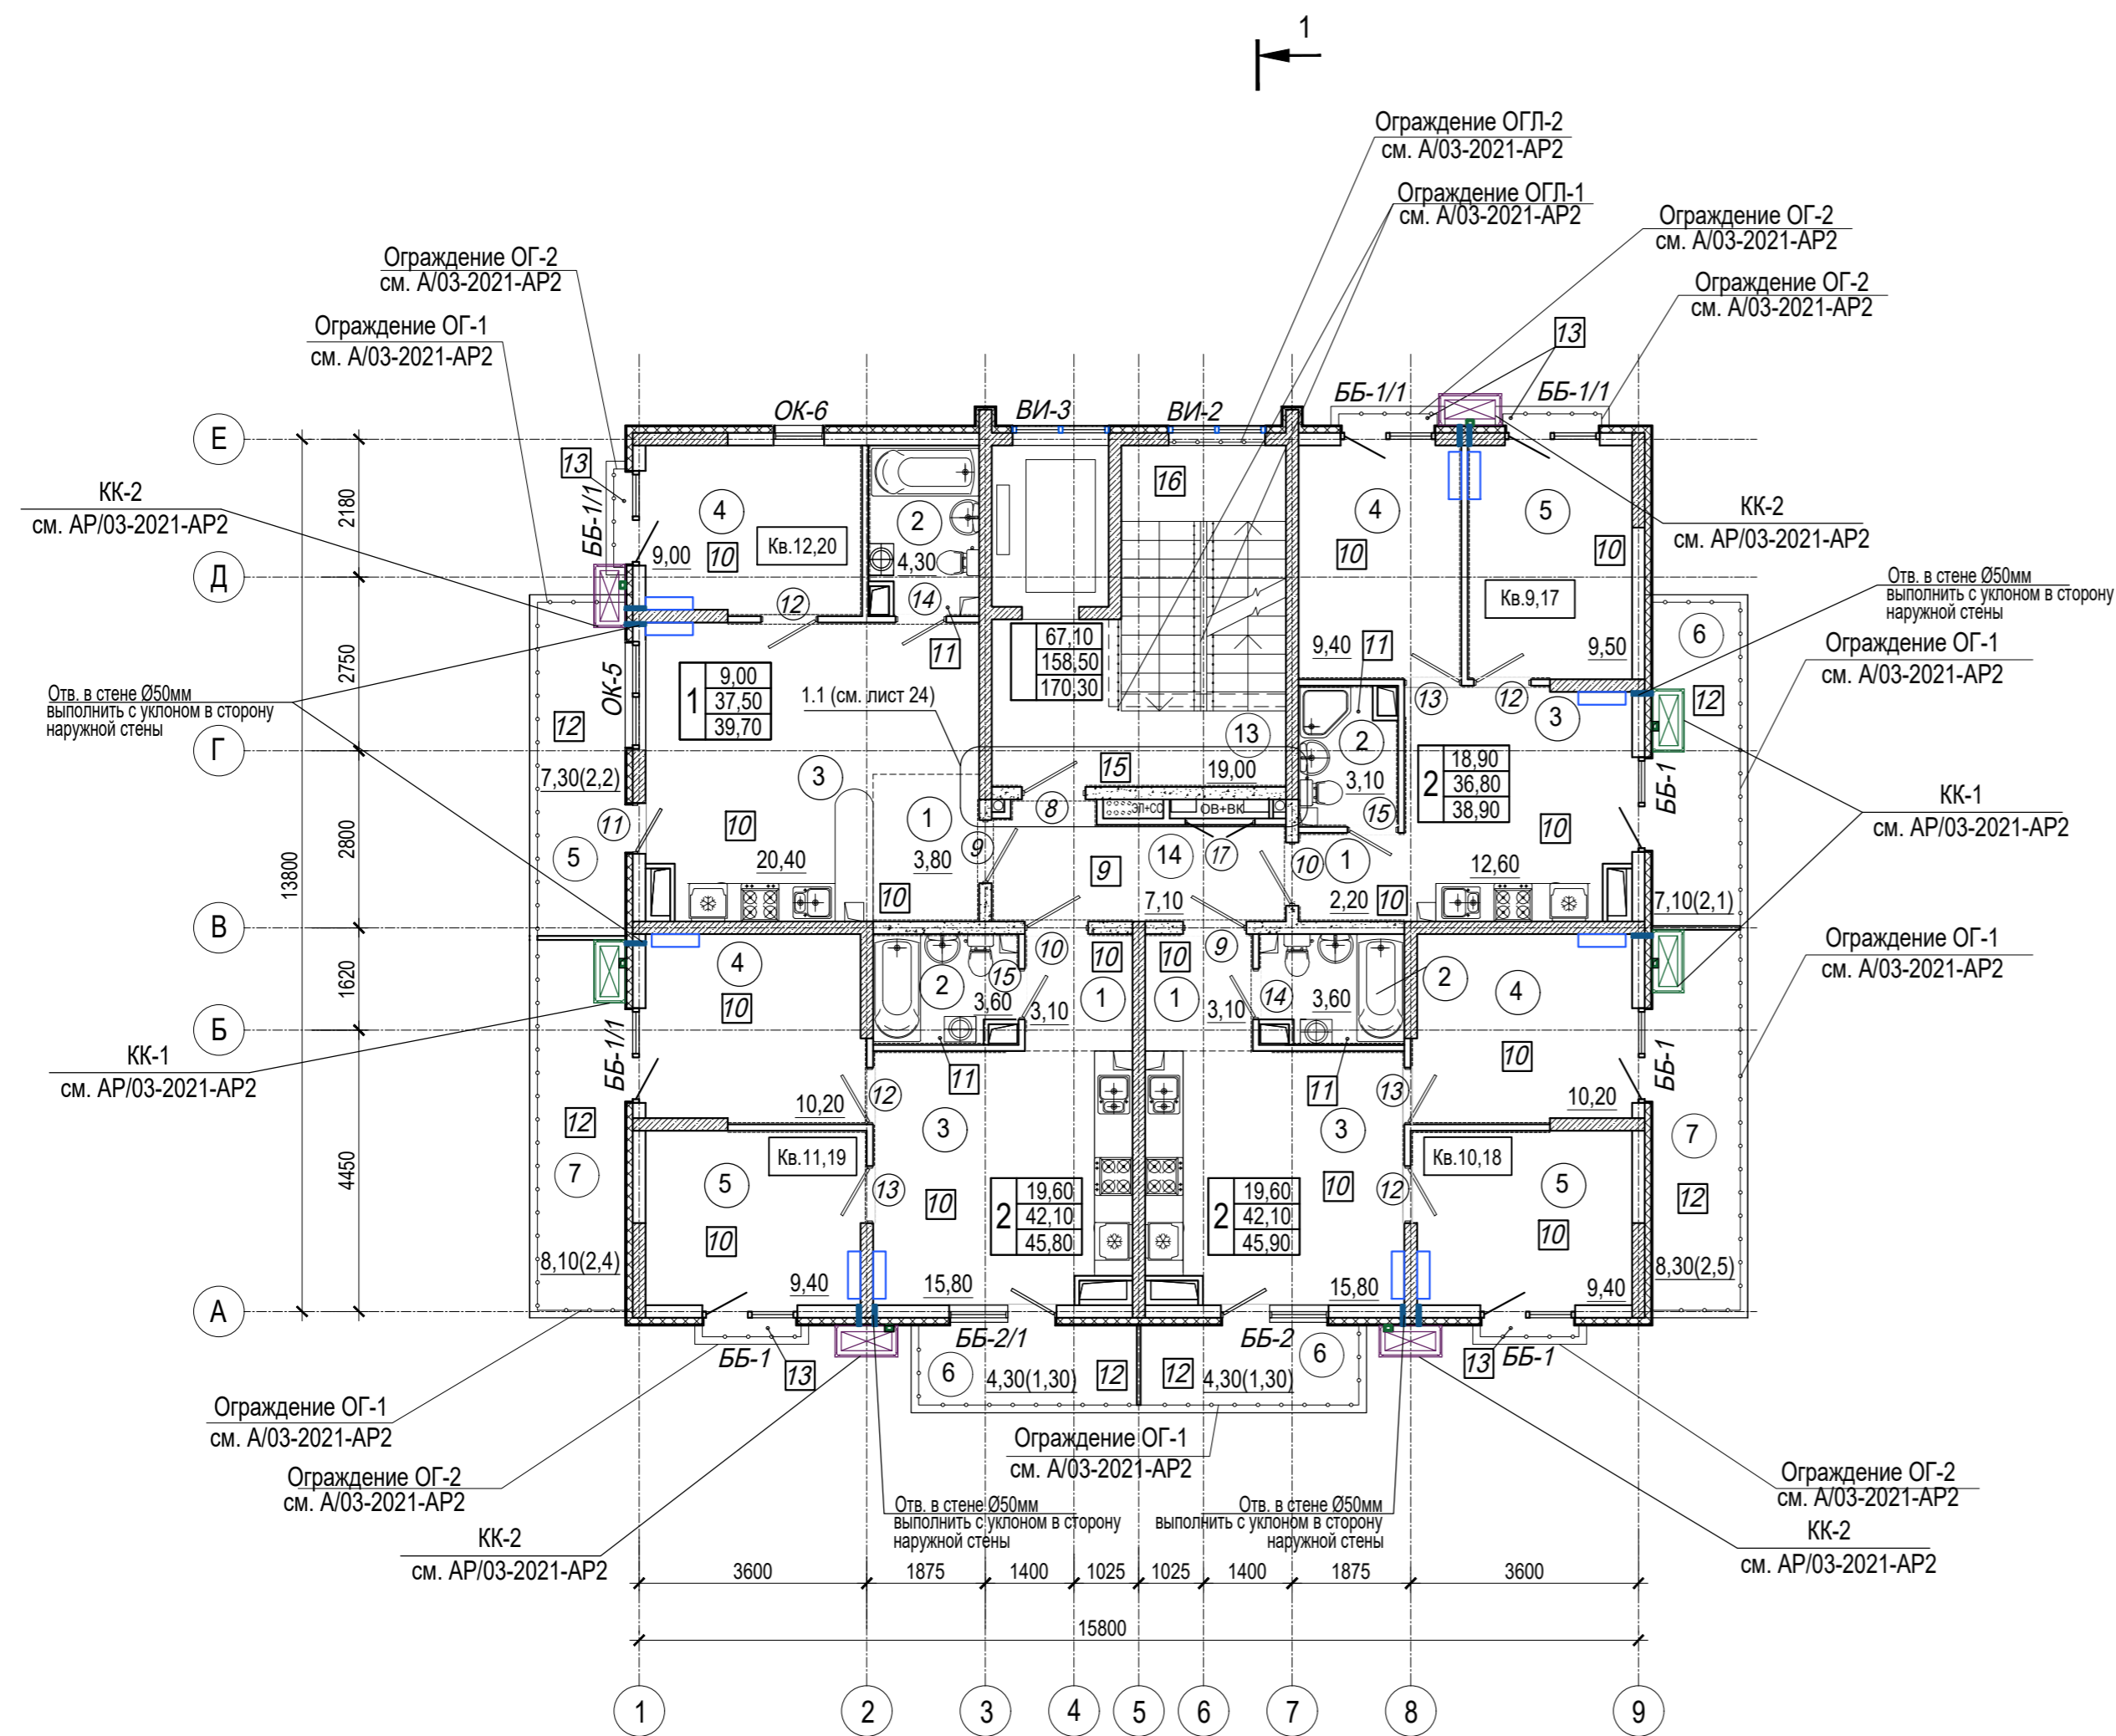 1
Ограждение ОГЛ-2
см. А/03-2021-АР2
Ограждение ОГЛ-1
см. А/03-2021-АР2
Ограждение ОГ-2
см. А/03-2021-АР2
Ограждение ОГ-2
см. А/03-2021-АР2
Ограждение ОГ-2
см. А/03-2021-АР2
Ограждение ОГ-1
см. А/03-2021-АР2
13
ББ-1/1
ББ-1/1
ОК-6
ВИ-3
ВИ-2
Е
13
КК-2
см. АР/03-2021-АР2
2180
ББ-1/1
4
Кв.12,20
9,00
10
2
4,30
14
12
11
16
4
10
5
10
Кв.9,17
КК-2
см. АР/03-2021-АР2
Д
Отв. в стене Ø50мм
выполнить с уклоном в сторону
наружной стены
6
Ограждение ОГ-1
см. А/03-2021-АР2
9,40
11
9,50
67,10
158,50
170,30
1
9,00
37,50
39,70
1.1 (см. лист 24)
2750
ОК-5
12
Отв. в стене Ø50мм
выполнить с уклоном в сторону
наружной стены
13
12
3
12
Г
7,30(2,2)
3
13
15
19,00
2
3,10
2
18,90
36,80
38,90
ББ-1
КК-1
см. АР/03-2021-АР2
13800
2800
11
5
10
20,40
1
3,80
9
8
ЭЛ+СС
ОВ+ВК
15
14
17
10
1
10
12,60
9
10
7,10
2,20
10
7,10(2,1)
В
Ограждение ОГ-1
см. А/03-2021-АР2
1620
4
10
2
15
3,60
10
10
1
3,10
10
1
9
3,10
14
3,60
2
4
10
Б
КК-1
см. АР/03-2021-АР2
ББ-1/1
ББ-1
11
11
10,20
12
13
10,20
3
3
12
7
4450
Кв.11,19
5
10
13
10
2
19,60
42,10
45,80
2
19,60
42,10
45,90
10
12
Кв.10,18
5
10
7
12
8,10(2,4)
9,40
15,80
15,80
9,40
8,30(2,5)
А
ББ-1
13
ББ-2/1
6
4,30(1,30)
12
12
4,30(1,30)
ББ-2
6
13
ББ-1
Ограждение ОГ-1
см. А/03-2021-АР2
Ограждение ОГ-2
см. А/03-2021-АР2
Ограждение ОГ-1
см. А/03-2021-АР2
Ограждение ОГ-2
см. А/03-2021-АР2
Отв. в стене Ø50мм
выполнить с уклоном в сторону
наружной стены
Отв. в стене Ø50мм
выполнить с уклоном в сторону
наружной стены
КК-2
см. АР/03-2021-АР2
КК-2
см. АР/03-2021-АР2
3600
1875
1400
1025
1025
1400
1875
3600
15800
1
2
3
4
5
6
7
8
9